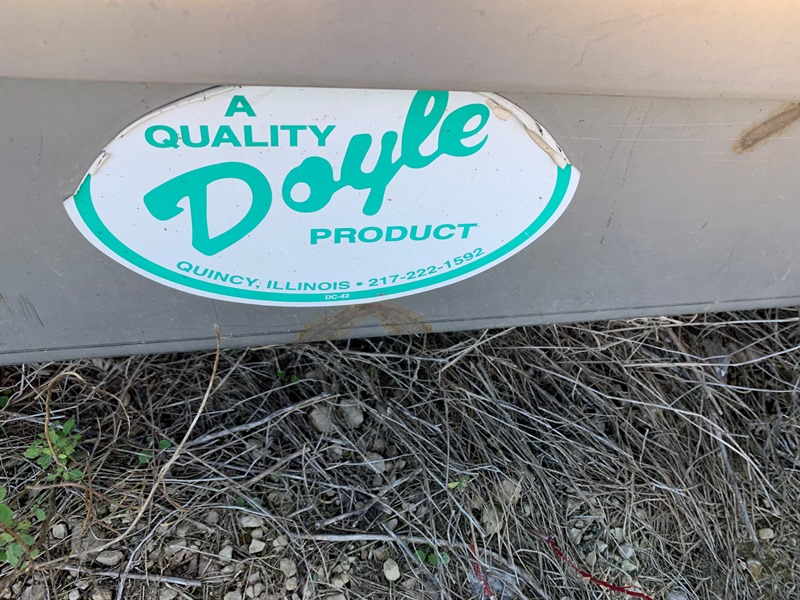 A
QUALITY
Doyle
PRODUCT
QUINCY, ILLINOIS • 217-222-1592
DC-42